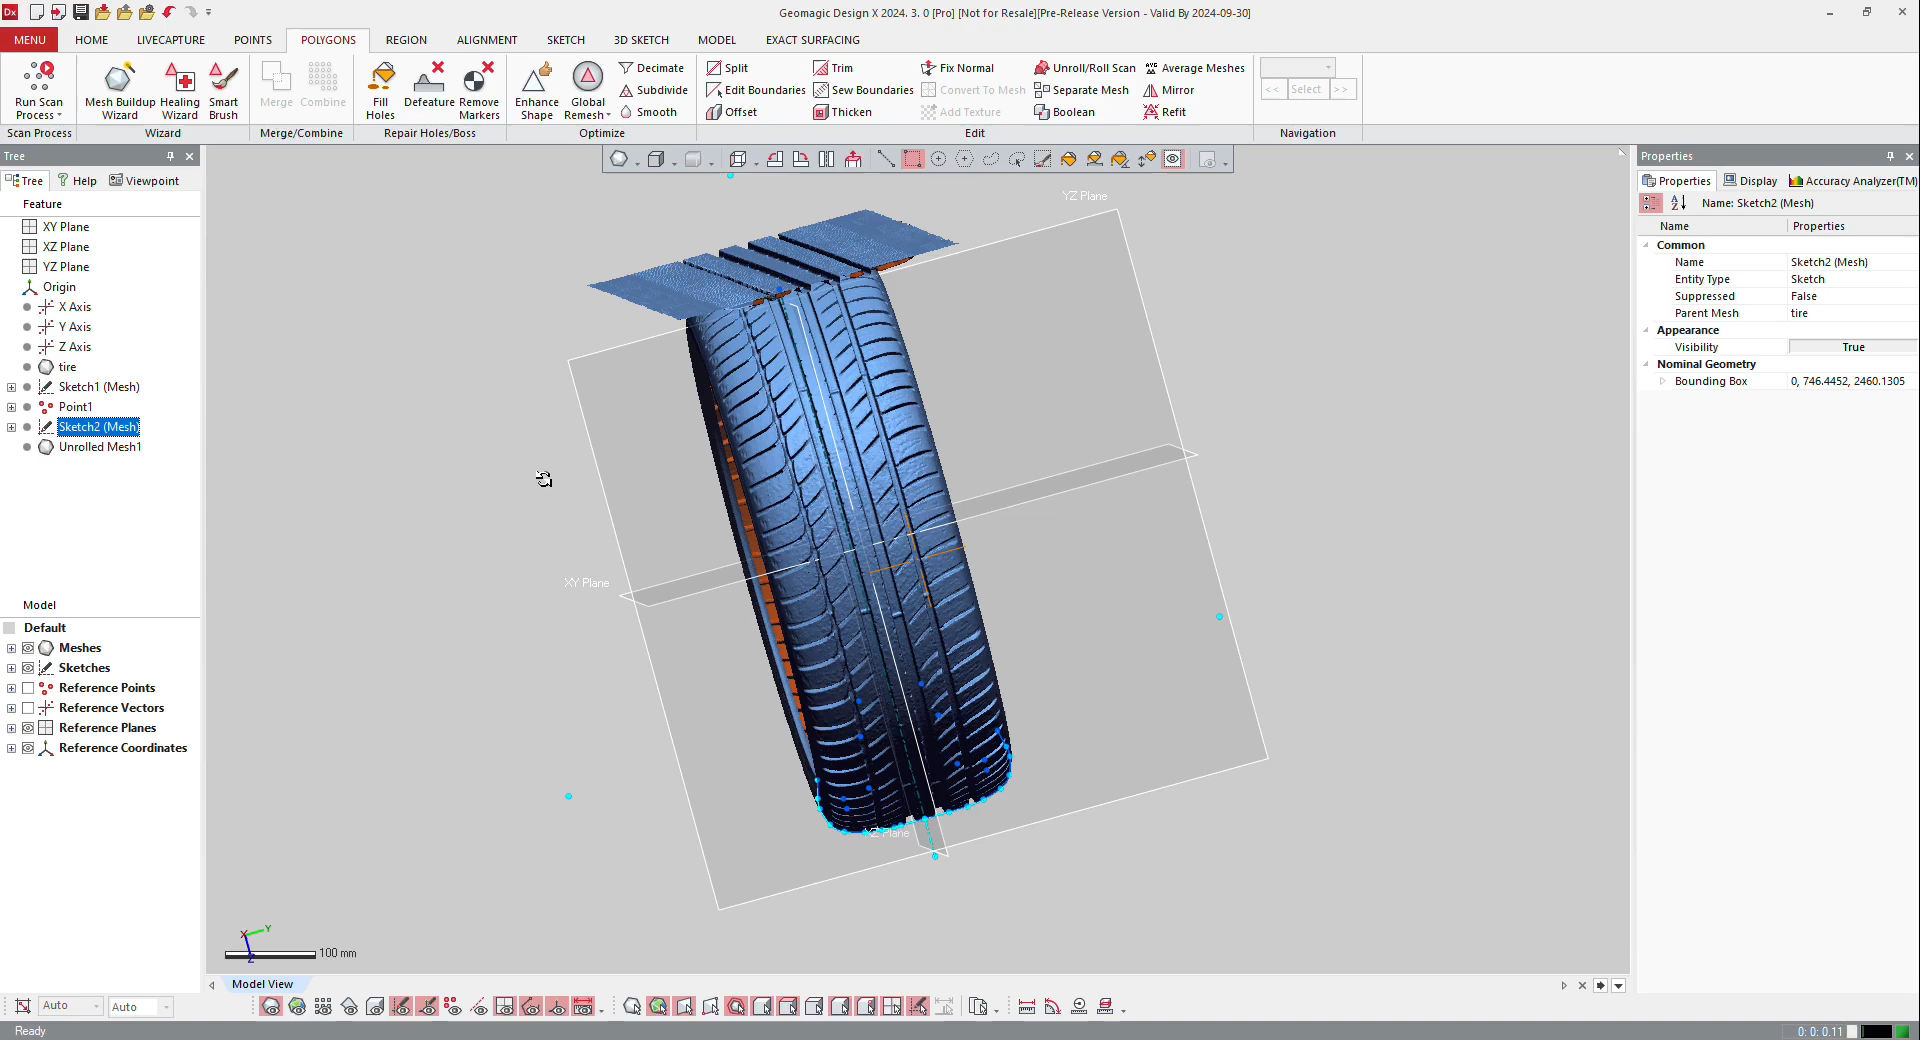 Dx
Geomagic Design X 2024. 3. 0 [Pro] [Not for Resale][Pre-Release Version - Valid By 2024-09-30]
MENU HOME LIVECAPTURE POINTS POLYGONS REGION ALIGNMENT SKETCH 3D SKETCH MODEL EXACT SURFACING
Run Scan Process
Mesh Buildup Wizard
Healing Wizard
Smart Brush
Merge
Combine
Fill Holes
Defeature
Remove Markers
Enhance Shape
Global Remesh
Decimate
Subdivide
Smooth
Split
Edit Boundaries
Offset
Trim
Sew Boundaries
Thicken
Fix Normal
Convert To Mesh
Add Texture
Unroll/Roll Scan
Separate Mesh
Boolean
AVG
Average Meshes
Mirror
Refit
<< Select >>
Scan Process Wizard Merge/Combine Repair Holes/Boss Optimize Edit Navigation
Tree
Tree Help Viewpoint
Feature
XY Plane
XZ Plane
YZ Plane
Origin
X Axis
Y Axis
Z Axis
tire
Sketch1 (Mesh)
Point1
Sketch2 (Mesh)
Unrolled Mesh1
Model
Default
Meshes
Sketches
Reference Points
Reference Vectors
Reference Planes
Reference Coordinates
YZ Plane
XY Plane
XZ Plane
X Y
Z
100 mm
Properties
Properties Display Accuracy Analyzer(TM)
Name: Sketch2 (Mesh)
Name Properties
Common
Name Sketch2 (Mesh)
Entity Type Sketch
Suppressed False
Parent Mesh tire
Appearance
Visibility True
Nominal Geometry
Bounding Box 0, 746.4452, 2460.1305
Model View
Auto Auto
Ready
0: 0: 0.11